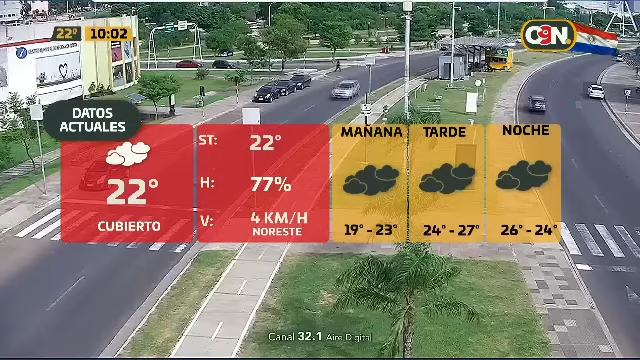 22°
10:02
C9N
DATOS
ACTUALES
22°
CUBIERTO
ST: 22°
H: 77%
V: 4 KM/H
NORESTE
MAÑANA
19° - 23°
TARDE
24° - 27°
NOCHE
26° - 24°
Canal 32.1 Aire Digital